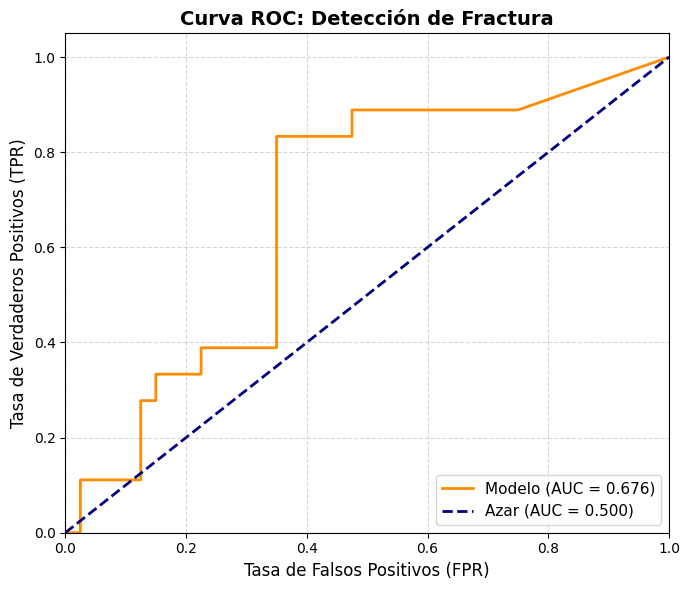 Curva ROC: Detección de Fractura
Tasa de Verdaderos Positivos (TPR)
1.0
0.8
0.6
0.4
0.2
0.0
0.0 0.2 0.4 0.6 0.8 1.0
Tasa de Falsos Positivos (FPR)
Modelo (AUC = 0.676)
Azar (AUC = 0.500)